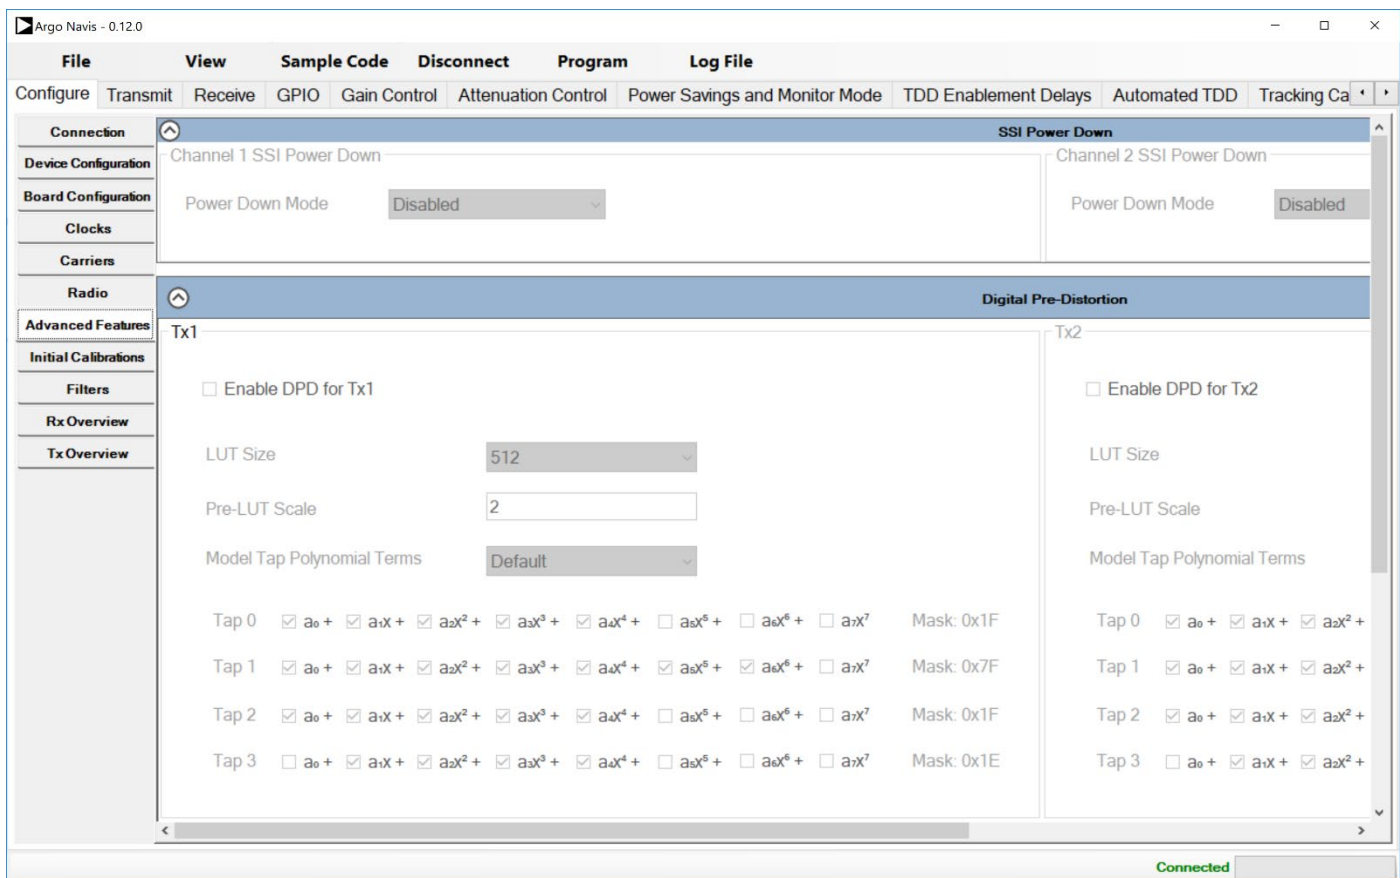 Argo Navis - 0.12.0
File View Sample Code Disconnect Program Log File
Configure Transmit Receive GPIO Gain Control Attenuation Control Power Savings and Monitor Mode TDD Enablement Delays Automated TDD Tracking Ca
Connection
Device Configuration
Board Configuration
Clocks
Carriers
Radio
Advanced Features
Initial Calibrations
Filters
Rx Overview
Tx Overview
SSI Power Down
Channel 1 SSI Power Down Channel 2 SSI Power Down
Power Down Mode Disabled Power Down Mode Disabled
Digital Pre-Distortion
Tx1 Tx2
Enable DPD for Tx1 Enable DPD for Tx2
LUT Size 512 LUT Size
Pre-LUT Scale 2 Pre-LUT Scale
Model Tap Polynomial Terms Default Model Tap Polynomial Terms
Tap 0 a₀ + a₁x + a₂x² + a₃x³ + a₄x⁴ + a₅x⁵ + a₆x⁶ + a₇x⁷ Mask: 0x1F Tap 0 a₀ + a₁x + a₂x² +
Tap 1 a₀ + a₁x + a₂x² + a₃x³ + a₄x⁴ + a₅x⁵ + a₆x⁶ + a₇x⁷ Mask: 0x7F Tap 1 a₀ + a₁x + a₂x² +
Tap 2 a₀ + a₁x + a₂x² + a₃x³ + a₄x⁴ + a₅x⁵ + a₆x⁶ + a₇x⁷ Mask: 0x1F Tap 2 a₀ + a₁x + a₂x² +
Tap 3 a₀ + a₁x + a₂x² + a₃x³ + a₄x⁴ + a₅x⁵ + a₆x⁶ + a₇x⁷ Mask: 0x1E Tap 3 a₀ + a₁x + a₂x² +
Connected